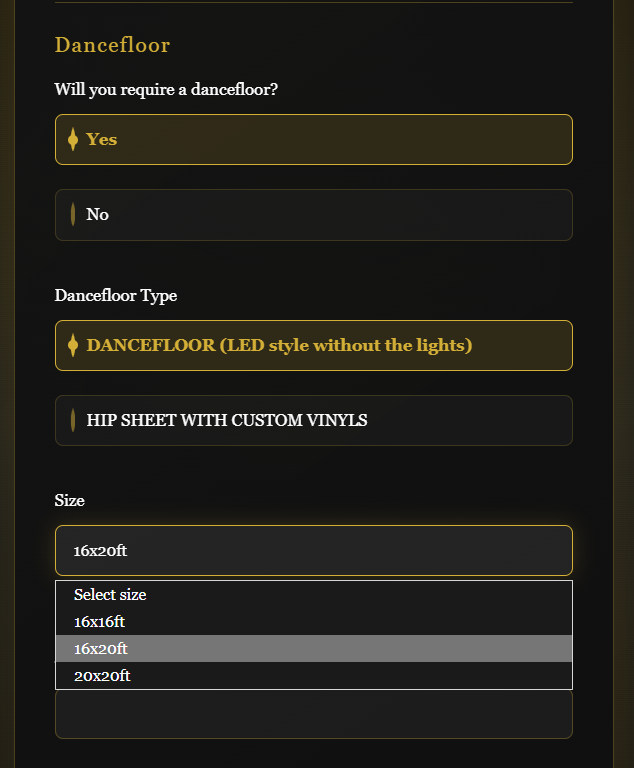 Dancefloor
Will you require a dancefloor?
Yes
No
Dancefloor Type
DANCEFLOOR (LED style without the lights)
HIP SHEET WITH CUSTOM VINYLS
Size
16x20ft
Select size
16x16ft
16x20ft
20x20ft